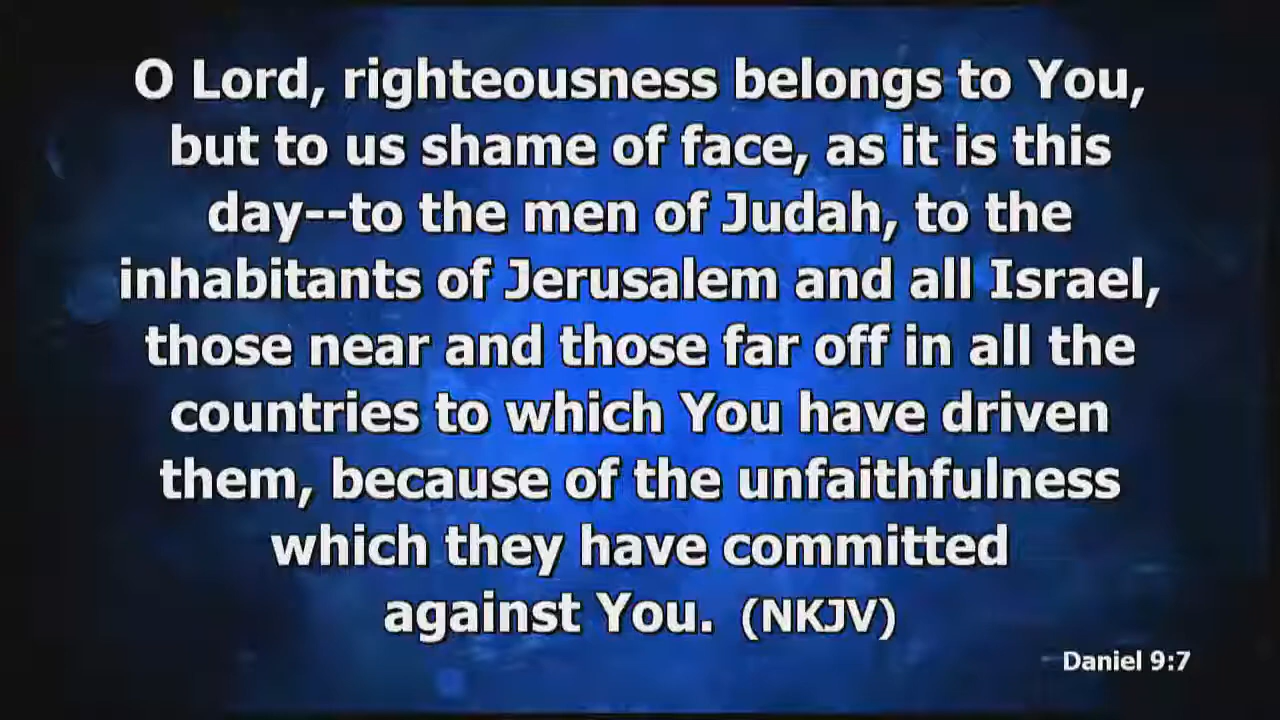 O Lord, righteousness belongs to You,
but to us shame of face, as it is this
day--to the men of Judah, to the
inhabitants of Jerusalem and all Israel,
those near and those far off in all the
countries to which You have driven
them, because of the unfaithfulness
which they have committed
against You. (NKJV)
Daniel 9:7